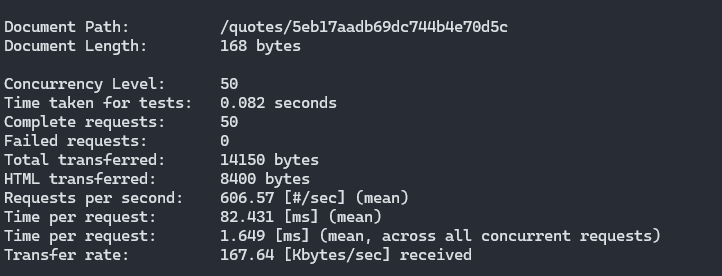 Document Path:          /quotes/5eb17aadb69dc744b4e70d5c
Document Length:        168 bytes
Concurrency Level:      50
Time taken for tests:   0.082 seconds
Complete requests:      50
Failed requests:        0
Total transferred:      14150 bytes
HTML transferred:       8400 bytes
Requests per second:    606.57 [#/sec] (mean)
Time per request:       82.431 [ms] (mean)
Time per request:       1.649 [ms] (mean, across all concurrent requests)
Transfer rate:          167.64 [Kbytes/sec] received